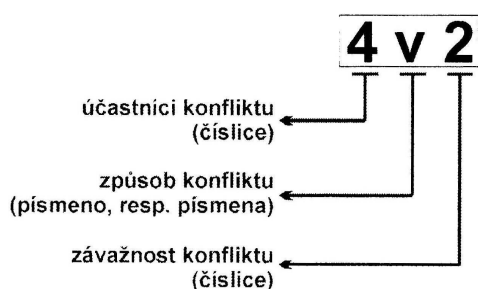 4 v 2
účastníci konfliktu
(číslice)
způsob konfliktu
(písmeno, resp. písmena)
závažnost konfliktu
(číslice)